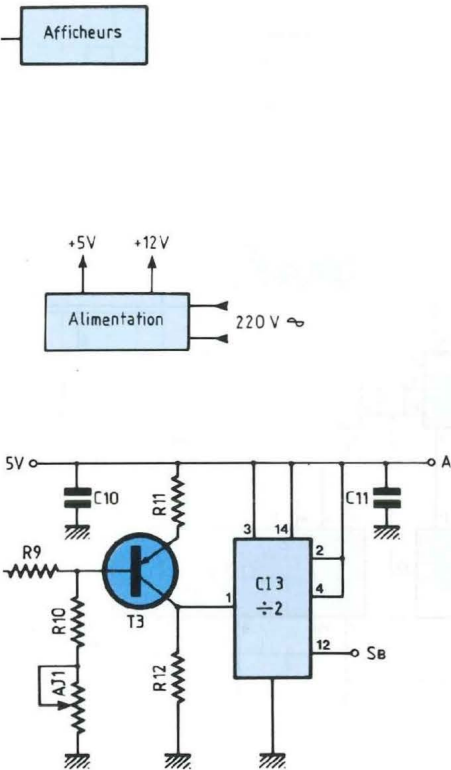 Afficheurs
+5V +12V
Alimentation
220 V
5V
A
C10
R11
C11
3 14
R9
2
CI3
÷2
4
R10
T3
1
12
SB
AJ1
R12